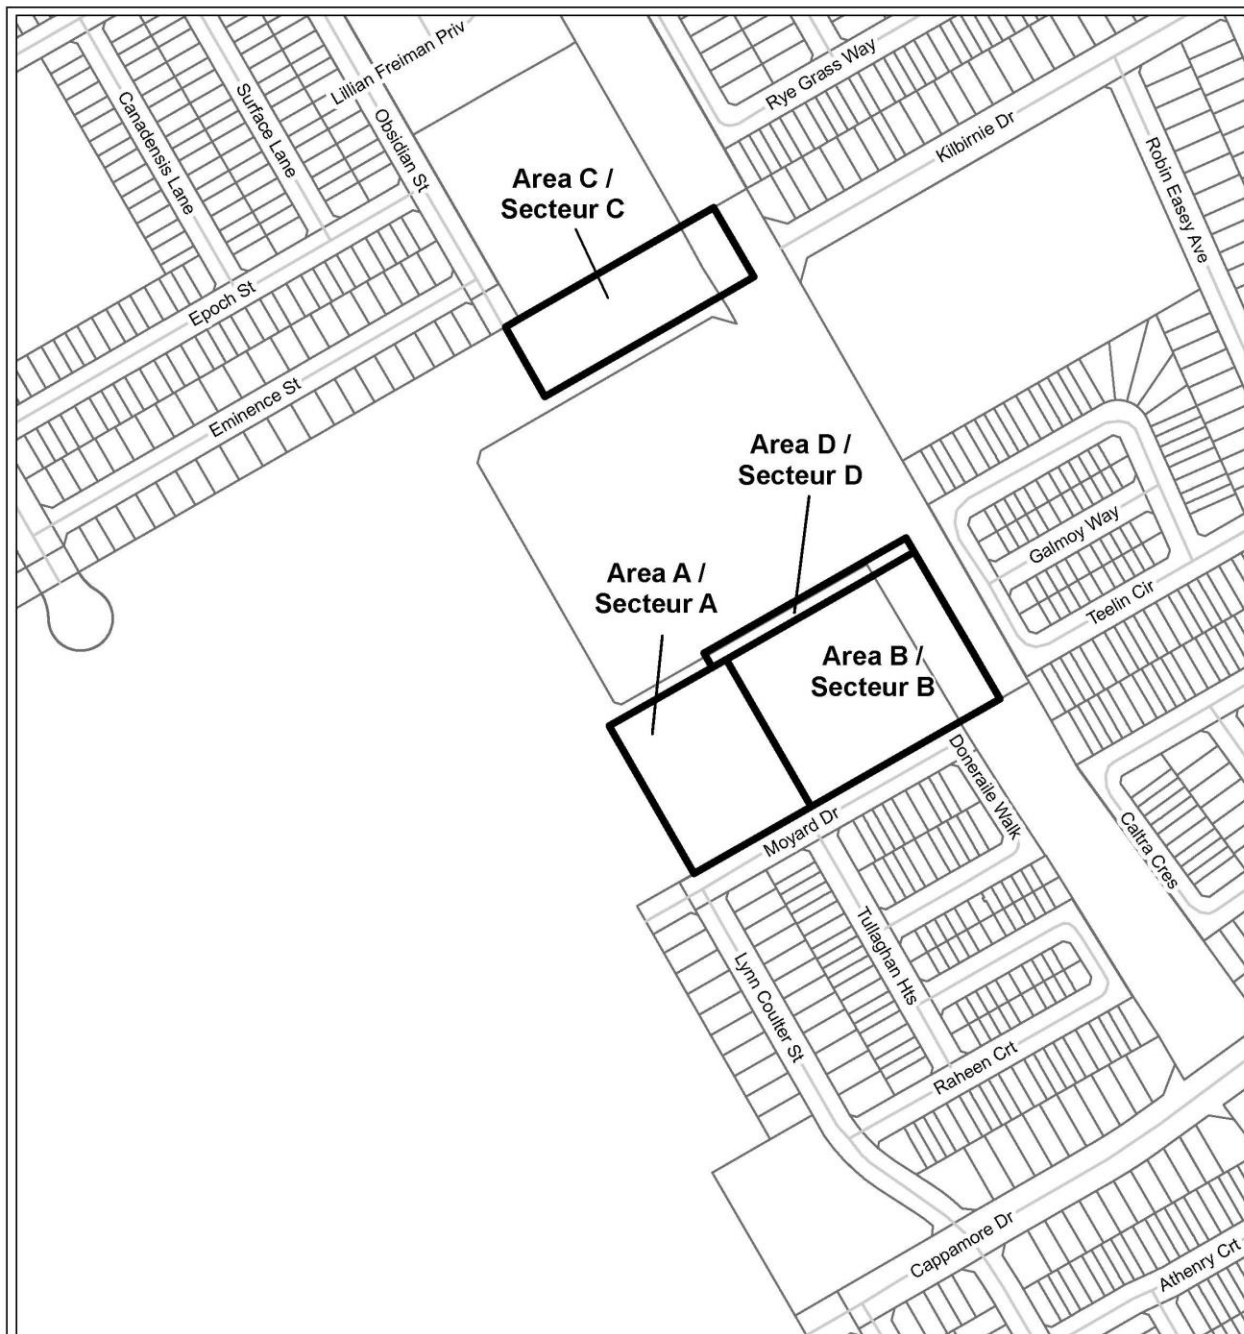 Lillian Freiman Priv
Rye Grass Way
Canadensis Lane
Surface Lane
Obsidian St
Kilbirnie Dr
Robin Easey Ave
Area C /
Secteur C
Epoch St
Eminence St
Area D /
Secteur D
Galmoy Way
Teelin Cir
Area A /
Secteur A
Area B /
Secteur B
Doneraile Walk
Moyard Dr
Caltra Cres
Tullaghan Hts
Lynn Coulter St
Raheen Crt
Cappamore Dr
Athenry Crt